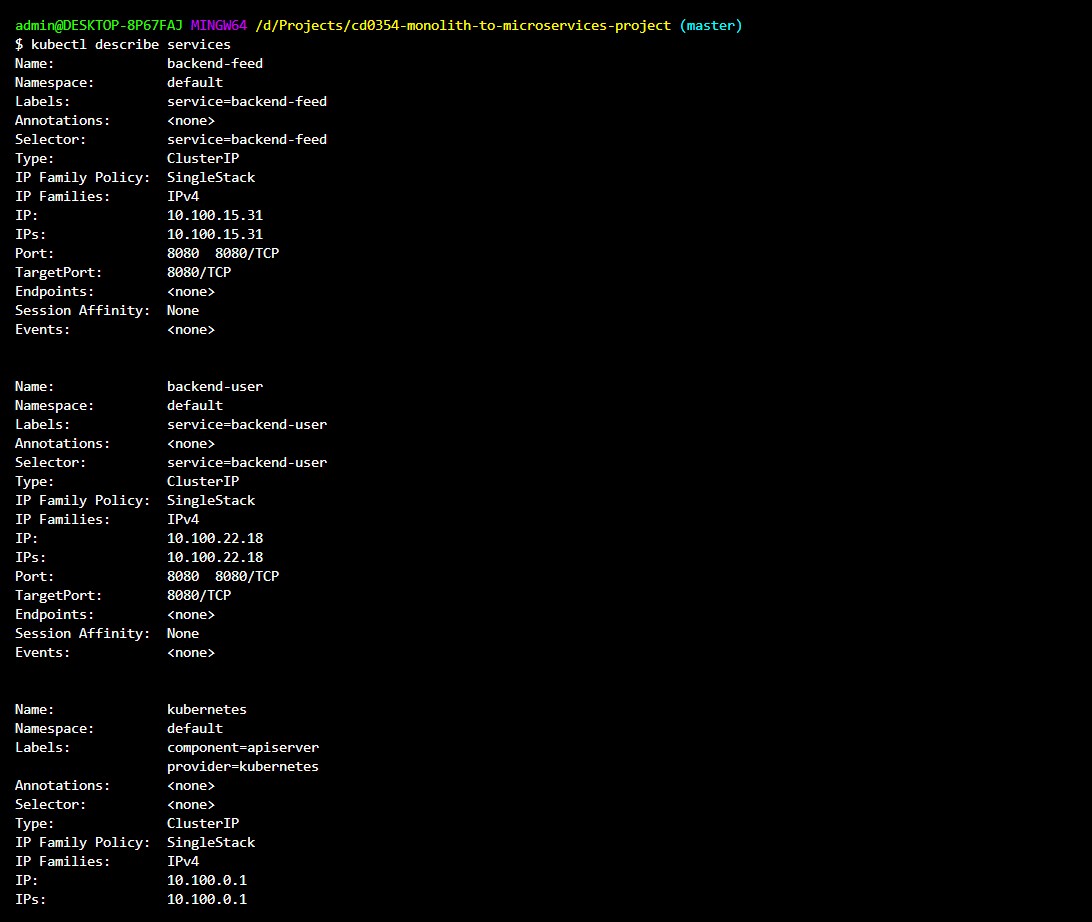 admin@DESKTOP-8P67FAJ MINGW64 /d/Projects/cd0354-monolith-to-microservices-project (master)
$ kubectl describe services
Name:              backend-feed
Namespace:         default
Labels:            service=backend-feed
Annotations:       <none>
Selector:          service=backend-feed
Type:              ClusterIP
IP Family Policy:  SingleStack
IP Families:       IPv4
IP:                10.100.15.31
IPs:               10.100.15.31
Port:              8080  8080/TCP
TargetPort:        8080/TCP
Endpoints:         <none>
Session Affinity:  None
Events:            <none>
Name:              backend-user
Namespace:         default
Labels:            service=backend-user
Annotations:       <none>
Selector:          service=backend-user
Type:              ClusterIP
IP Family Policy:  SingleStack
IP Families:       IPv4
IP:                10.100.22.18
IPs:               10.100.22.18
Port:              8080  8080/TCP
TargetPort:        8080/TCP
Endpoints:         <none>
Session Affinity:  None
Events:            <none>
Name:              kubernetes
Namespace:         default
Labels:            component=apiserver
                   provider=kubernetes
Annotations:       <none>
Selector:          <none>
Type:              ClusterIP
IP Family Policy:  SingleStack
IP Families:       IPv4
IP:                10.100.0.1
IPs:               10.100.0.1